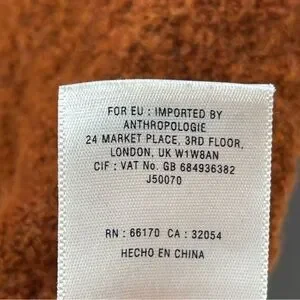 FOR EU : IMPORTED BY
ANTHROPOLOGIE
24 MARKET PLACE, 3RD FLOOR,
LONDON, UK W1W8AN
CIF : VAT No. GB 684936382
J50070
RN : 66170 CA : 32054
HECHO EN CHINA